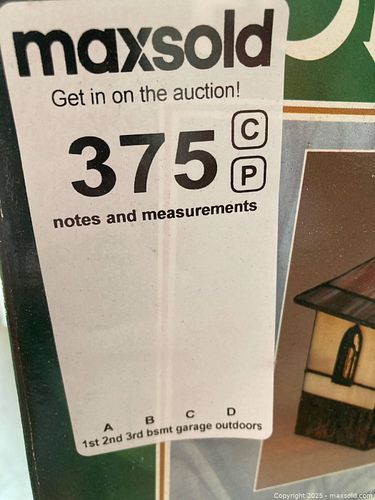 maxsold
Get in on the auction!
375 C
P
notes and measurements
A B C D
1st 2nd 3rd bsmt garage outdoors
Copyright 2025 - maxsold.com